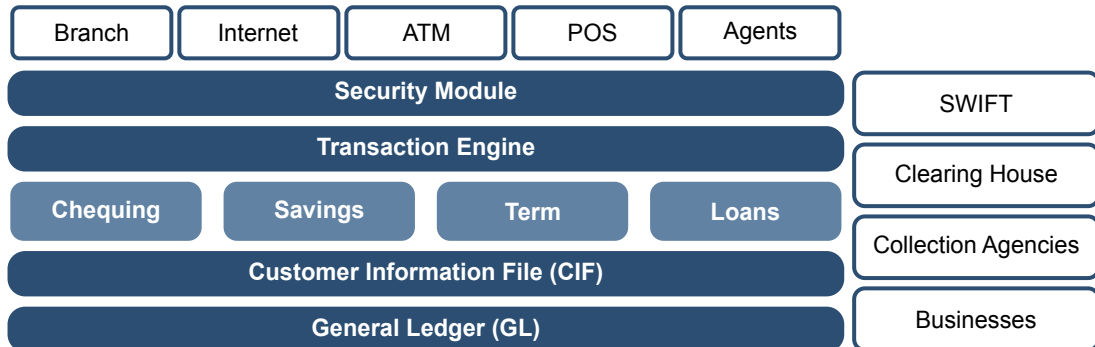 Branch
Internet
ATM
POS
Agents
Security Module
Transaction Engine
Chequing
Savings
Term
Loans
Customer Information File (CIF)
General Ledger (GL)
SWIFT
Clearing House
Collection Agencies
Businesses